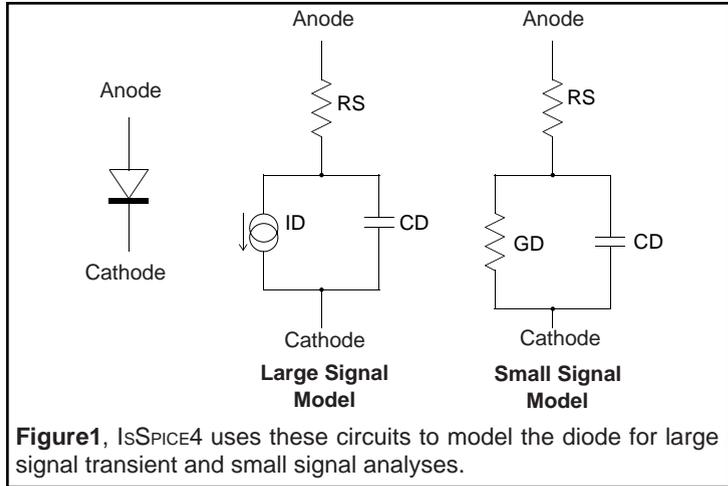 Anode
Cathode
Anode
RS
ID
CD
Cathode
Large Signal
Model
Anode
RS
GD
CD
Cathode
Small Signal
Model
Figure1, IsSPICE4 uses these circuits to model the diode for large
signal transient and small signal analyses.